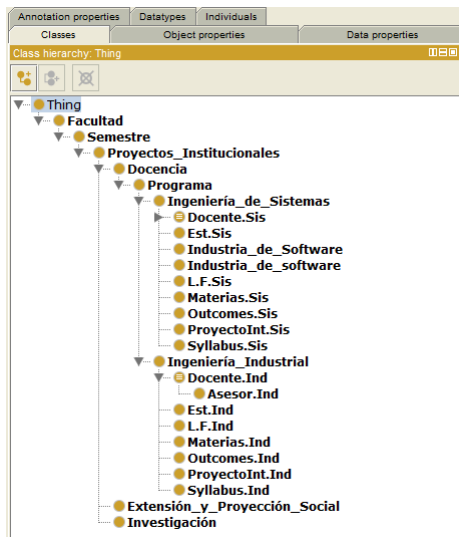 Annotation properties Datatypes Individuals
Classes Object properties Data properties
Class hierarchy: Thing
Thing
Facultad
Semestre
Proyectos_Institucionales
Docencia
Programa
Ingeniería_de_Sistemas
Docente.Sis
Est.Sis
Industria_de_Software
Industria_de_software
L.F.Sis
Materias.Sis
Outcomes.Sis
ProyectoInt.Sis
Syllabus.Sis
Ingeniería_Industrial
Docente.Ind
Asesor.Ind
Est.Ind
L.F.Ind
Materias.Ind
Outcomes.Ind
ProyectoInt.Ind
Syllabus.Ind
Extensión_y_Proyección_Social
Investigación